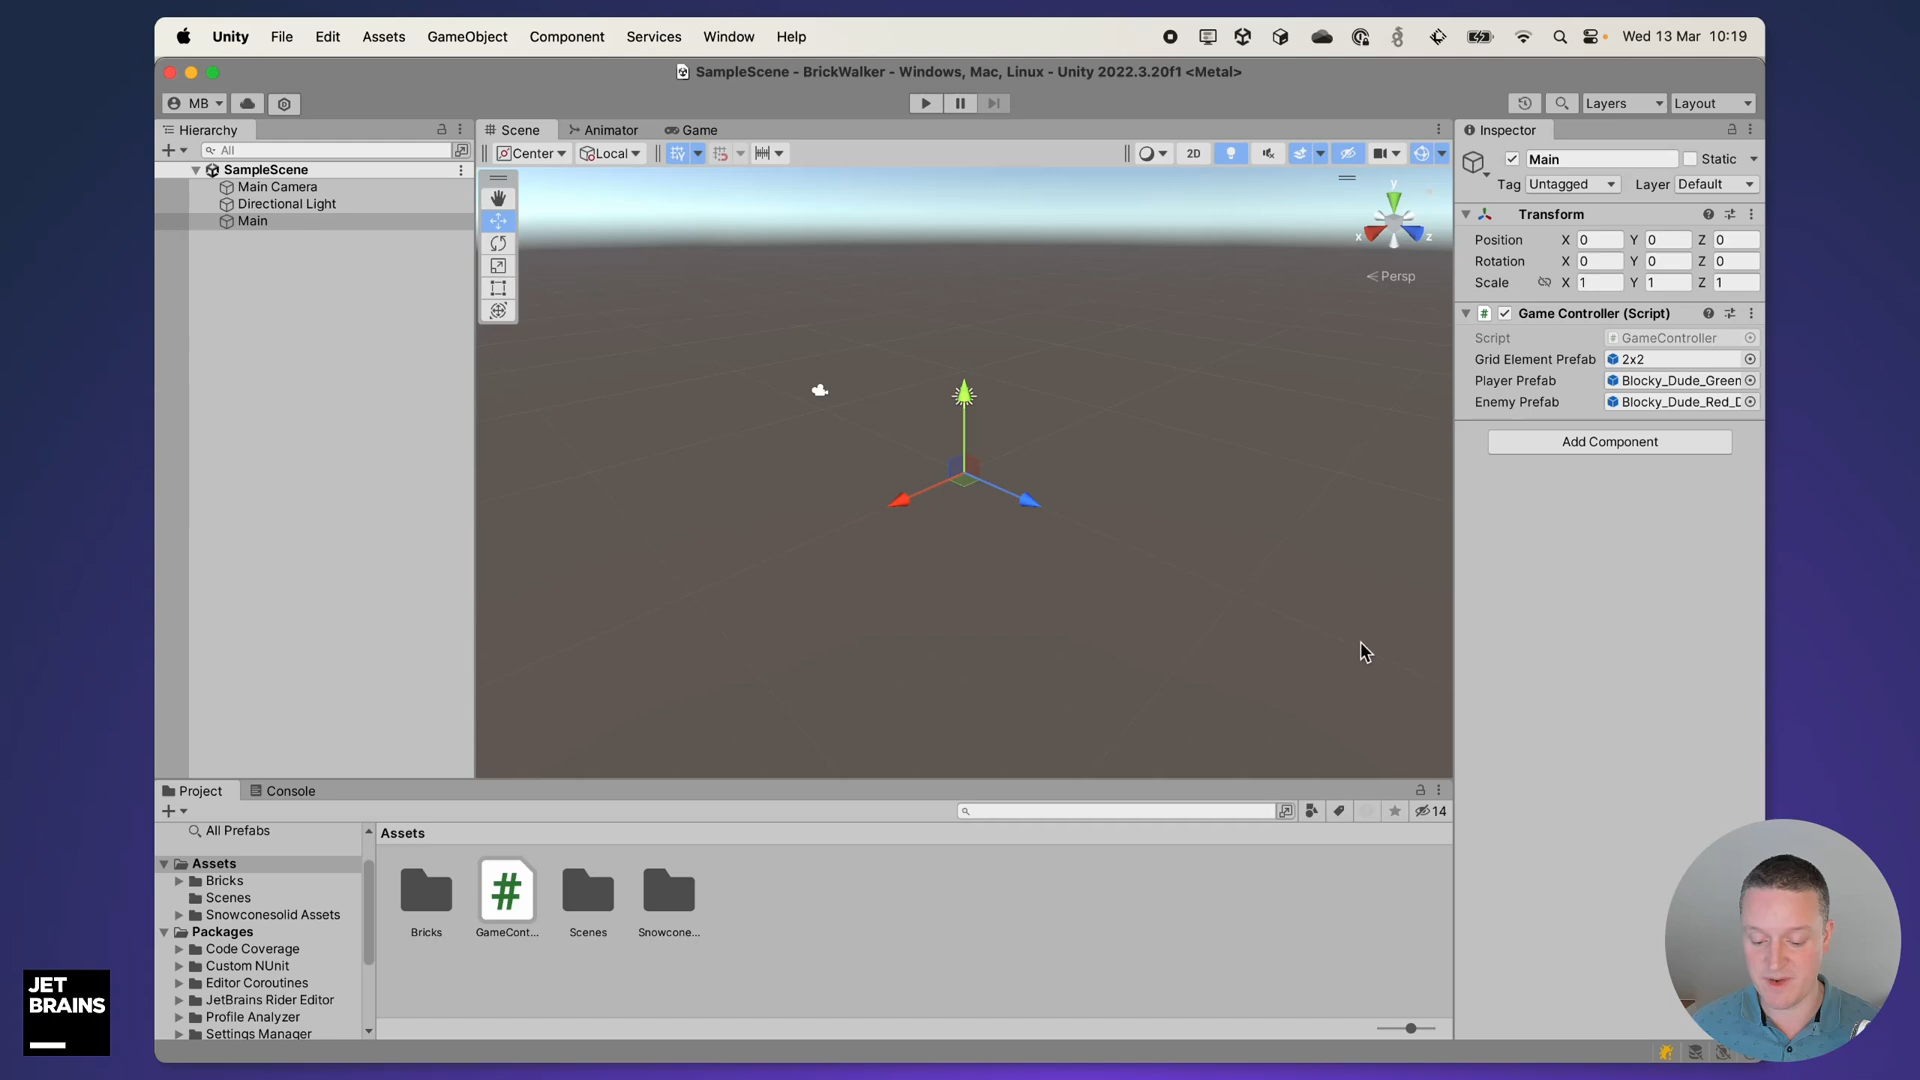 Unity File Edit Assets GameObject Component Services Window Help Wed 13 Mar 10:19
SampleScene - BrickWalker - Windows, Mac, Linux - Unity 2022.3.20f1 <Metal>
MB Layers Layout
Hierarchy
All
SampleScene
Main Camera
Directional Light
Main
Scene Animator Game
Center Local 2D
y
x z
Persp
Inspector
Main Static
Tag Untagged Layer Default
Transform
Position X 0 Y 0 Z 0
Rotation X 0 Y 0 Z 0
Scale X 1 Y 1 Z 1
# Game Controller (Script)
Script # GameController
Grid Element Prefab 2x2
Player Prefab Blocky_Dude_Green
Enemy Prefab Blocky_Dude_Red_D
Add Component
Project Console
14
All Prefabs
Assets
Bricks
Scenes
Snowconesolid Assets
Packages
Code Coverage
Custom NUnit
Editor Coroutines
JetBrains Rider Editor
Profile Analyzer
Settings Manager
Assets
#
Bricks GameCont... Scenes Snowcone...
JET
BRAINS